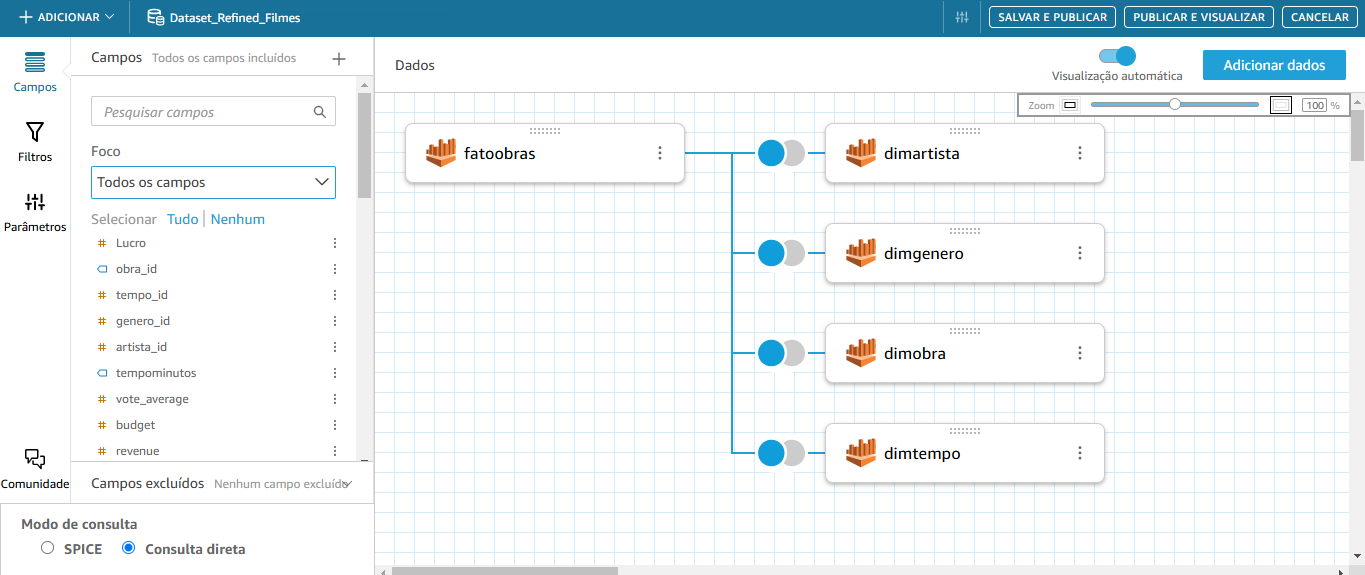 ADICIONAR
Dataset_Refined_Filmes
SALVAR E PUBLICAR
PUBLICAR E VISUALIZAR
CANCELAR
Campos
Filtros
Parâmetros
Comunidade
Campos Todos os campos incluídos
Pesquisar campos
Foco
Todos os campos
Selecionar Tudo Nenhum
Lucro
obra_id
tempo_id
genero_id
artista_id
tempominutos
vote_average
budget
revenue
Campos excluídos Nenhum campo excluído
Modo de consulta
SPICE Consulta direta
Dados
Visualização automática
Adicionar dados
Zoom 100 %
fatoobras
dimartista
dimgenero
dimobra
dimtempo